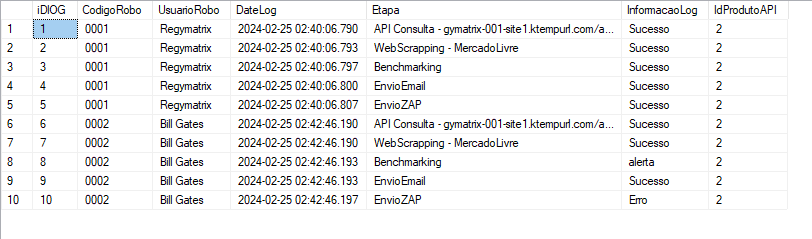 iDlOG CodigoRobo UsuarioRobo DateLog Etapa InformacaoLog IdProdutoAPI
1 1 0001 Regymatrix 2024-02-25 02:40:06.790 API Consulta - gymatrix-001-site1.ktempurl.com/a... Sucesso 2
2 2 0001 Regymatrix 2024-02-25 02:40:06.793 WebScrapping - MercadoLivre Sucesso 2
3 3 0001 Regymatrix 2024-02-25 02:40:06.797 Benchmarking Sucesso 2
4 4 0001 Regymatrix 2024-02-25 02:40:06.800 EnvioEmail Sucesso 2
5 5 0001 Regymatrix 2024-02-25 02:40:06.807 EnvioZAP Sucesso 2
6 6 0002 Bill Gates 2024-02-25 02:42:46.190 API Consulta - gymatrix-001-site1.ktempurl.com/a... Sucesso 2
7 7 0002 Bill Gates 2024-02-25 02:42:46.190 WebScrapping - MercadoLivre Sucesso 2
8 8 0002 Bill Gates 2024-02-25 02:42:46.193 Benchmarking alerta 2
9 9 0002 Bill Gates 2024-02-25 02:42:46.193 EnvioEmail Sucesso 2
10 10 0002 Bill Gates 2024-02-25 02:42:46.197 EnvioZAP Erro 2